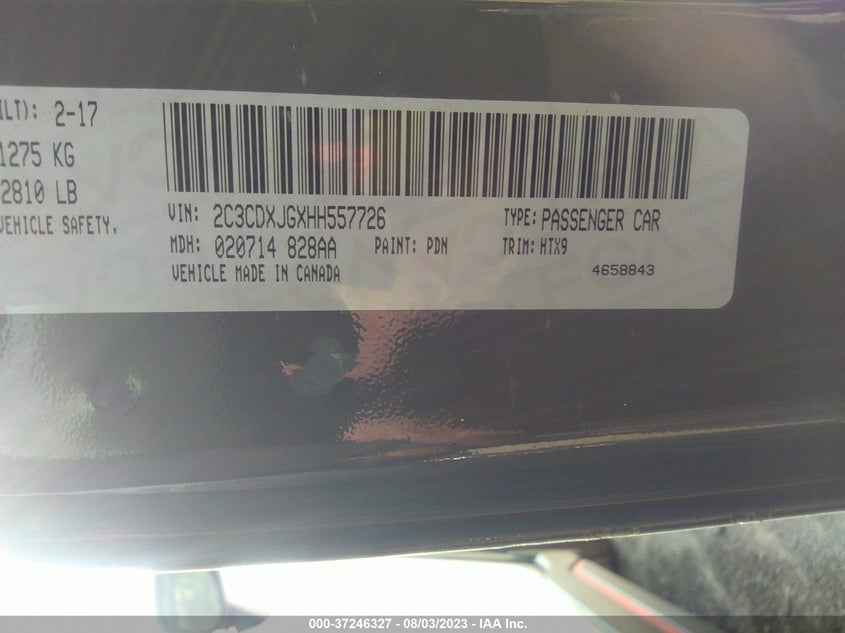 ILT): 2-17
1275 KG
2810 LB
VEHICLE SAFETY,
VIN: 2C3CDXJGXHH557726 TYPE: PASSENGER CAR
MDH: 020714 828AA PAINT: PDN TRIM: HTX9
VEHICLE MADE IN CANADA 4658843
000-37246327 - 08/03/2023 - IAA Inc.